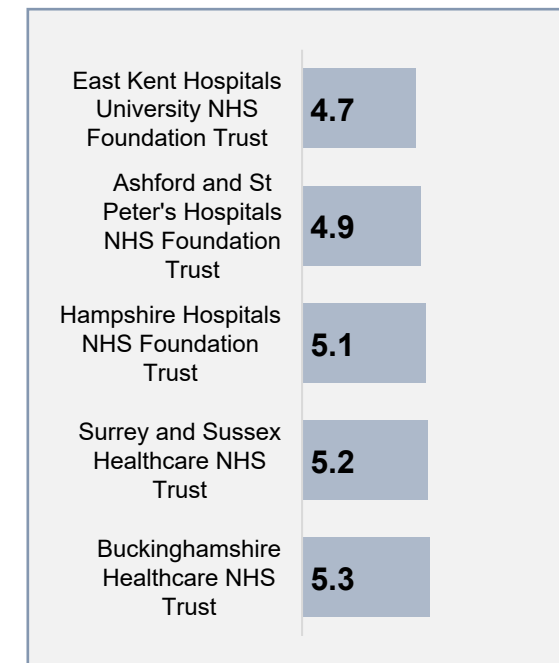 East Kent Hospitals
University NHS
Foundation Trust
4.7
Ashford and St
Peter's Hospitals
NHS Foundation
Trust
4.9
Hampshire Hospitals
NHS Foundation
Trust
5.1
Surrey and Sussex
Healthcare NHS
Trust
5.2
Buckinghamshire
Healthcare NHS
Trust
5.3